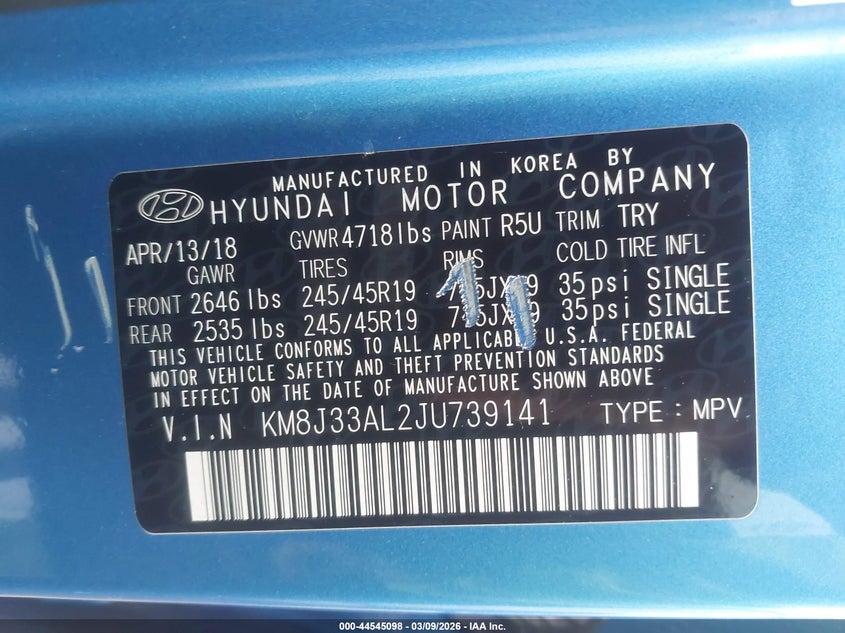 MANUFACTURED IN KOREA BY
HYUNDAI MOTOR COMPANY
APR/13/18 GVWR 4718lbs PAINT R5U TRIM TRY
GAWR TIRES RIMS COLD TIRE INFL
FRONT 2646 lbs 245/45R19 35psi SINGLE
REAR 2535 lbs 245/45R19 35psi SINGLE
THIS VEHICLE CONFORMS TO ALL APPLICABLE U.S.A. FEDERAL
MOTOR VEHICLE SAFETY AND THEFT PREVENTION STANDARDS
IN EFFECT ON THE DATE OF MANUFACTURE SHOWN ABOVE
V.I.N KM8J33AL2JU739141 TYPE : MPV
000-44545098 - 03/09/2026 - IAA Inc.